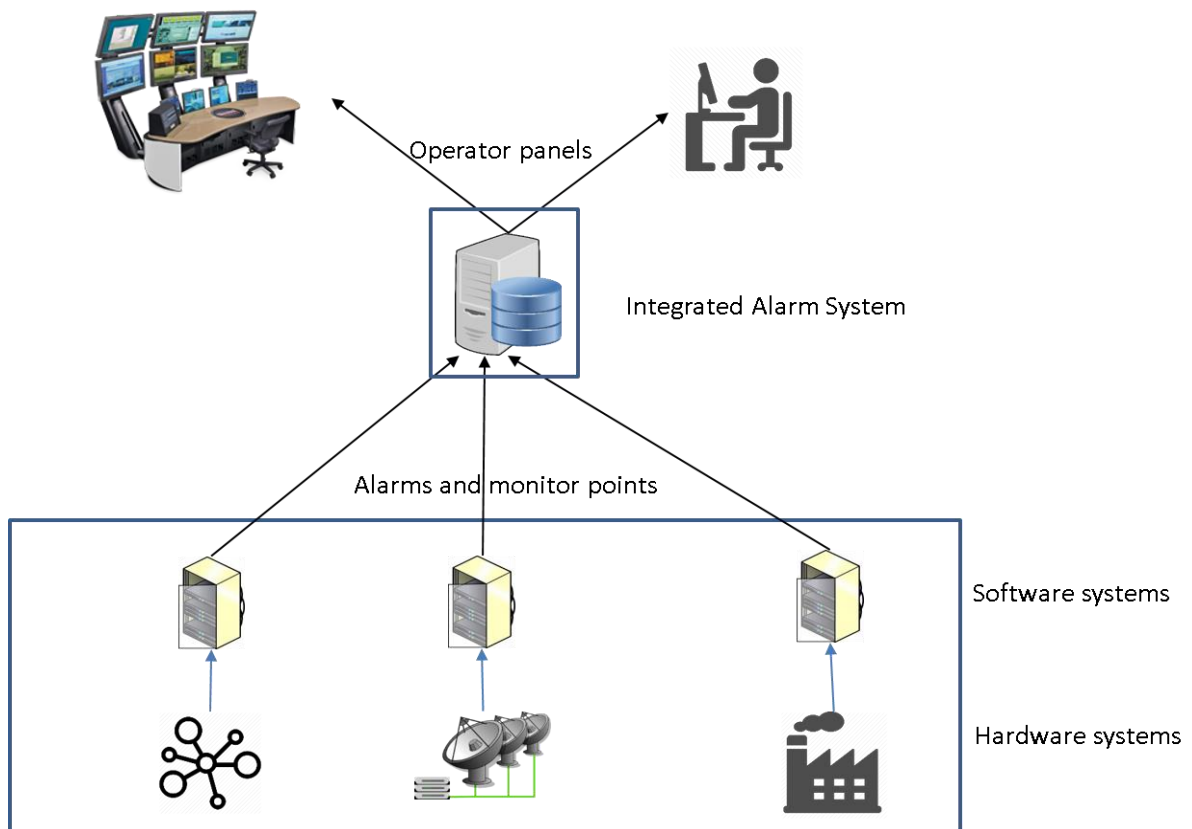 Operator panels
Integrated Alarm System
Alarms and monitor points
Software systems
Hardware systems